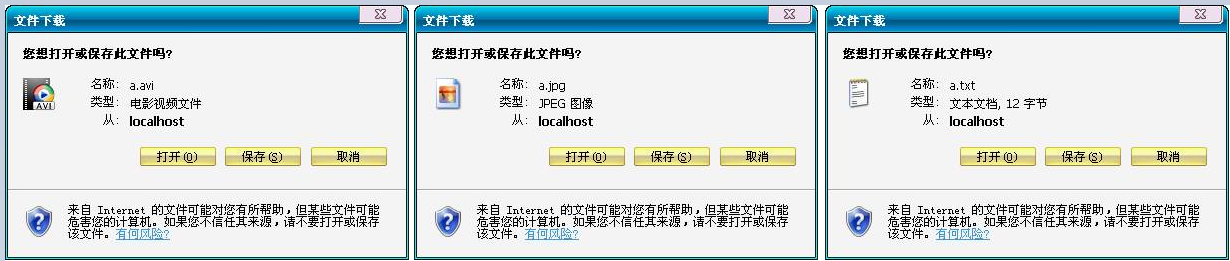 文件下载
您想打开或保存此文件吗?
AVI
名称: a.avi
类型: 电影视频文件
从: localhost
打开(O) 保存(S) 取消
来自 Internet 的文件可能对您有所帮助，但某些文件可能
危害您的计算机。如果您不信任其来源，请不要打开或保存
该文件。有何风险?
文件下载
您想打开或保存此文件吗?
名称: a.jpg
类型: JPEG 图像
从: localhost
打开(O) 保存(S) 取消
来自 Internet 的文件可能对您有所帮助，但某些文件可能
危害您的计算机。如果您不信任其来源，请不要打开或保存
该文件。有何风险?
文件下载
您想打开或保存此文件吗?
名称: a.txt
类型: 文本文档, 12 字节
从: localhost
打开(O) 保存(S) 取消
来自 Internet 的文件可能对您有所帮助，但某些文件可能
危害您的计算机。如果您不信任其来源，请不要打开或保存
该文件。有何风险?